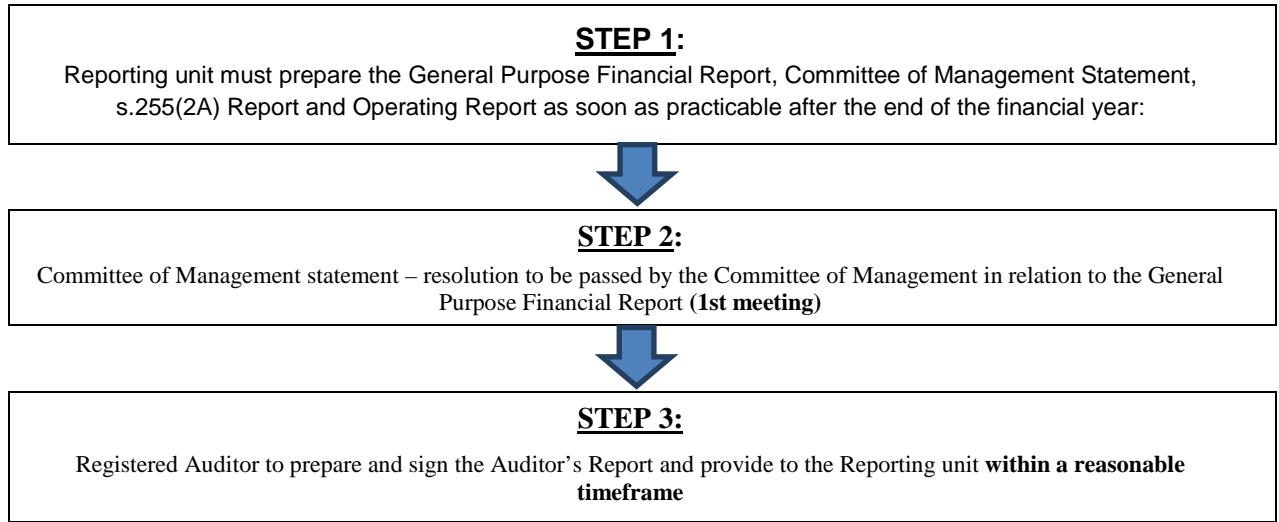 STEP 1:
Reporting unit must prepare the General Purpose Financial Report, Committee of Management Statement,
s.255(2A) Report and Operating Report as soon as practicable after the end of the financial year:
STEP 2:
Committee of Management statement – resolution to be passed by the Committee of Management in relation to the General
Purpose Financial Report (1st meeting)
STEP 3:
Registered Auditor to prepare and sign the Auditor’s Report and provide to the Reporting unit within a reasonable
timeframe